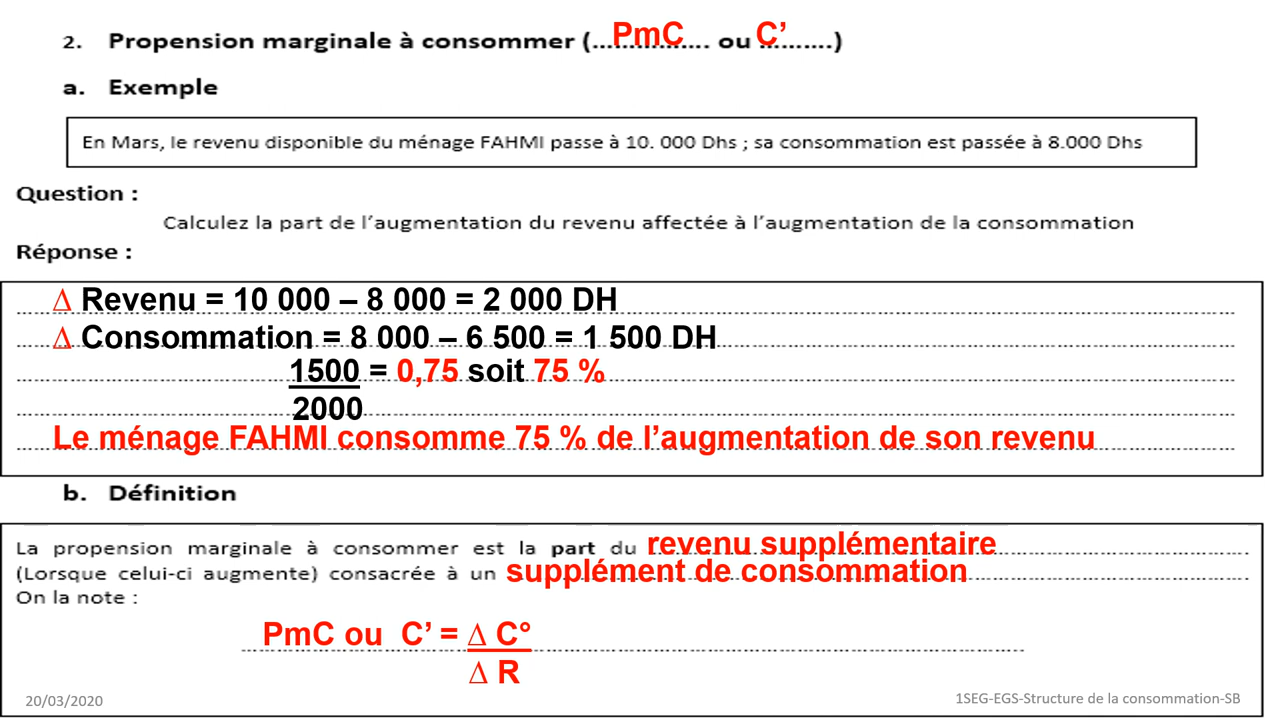 2. Propension marginale à consommer (...PmC... ou C’..........)
a. Exemple
En Mars, le revenu disponible du ménage FAHMI passe à 10. 000 Dhs ; sa consommation est passée à 8.000 Dhs
Question :
Calculez la part de l’augmentation du revenu affectée à l’augmentation de la consommation
Réponse :
Δ Revenu = 10 000 – 8 000 = 2 000 DH
Δ Consommation = 8 000 – 6 500 = 1 500 DH
1500 = 0,75 soit 75 %
2000
Le ménage FAHMI consomme 75 % de l’augmentation de son revenu
b. Définition
La propension marginale à consommer est la part du revenu supplémentaire
(Lorsque celui-ci augmente) consacrée à un supplément de consommation
On la note :
PmC ou C’ = Δ C°
Δ R
20/03/2020
1SEG-EGS-Structure de la consommation-SB